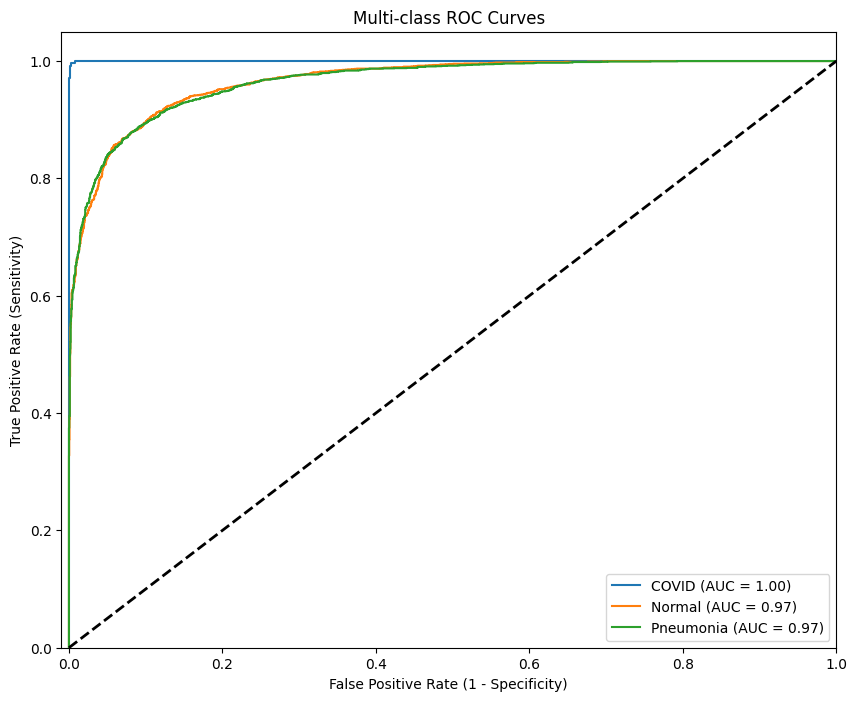 Multi-class ROC Curves
True Positive Rate (Sensitivity)
1.0
0.8
0.6
0.4
0.2
0.0
0.0 0.2 0.4 0.6 0.8 1.0
False Positive Rate (1 - Specificity)
COVID (AUC = 1.00)
Normal (AUC = 0.97)
Pneumonia (AUC = 0.97)